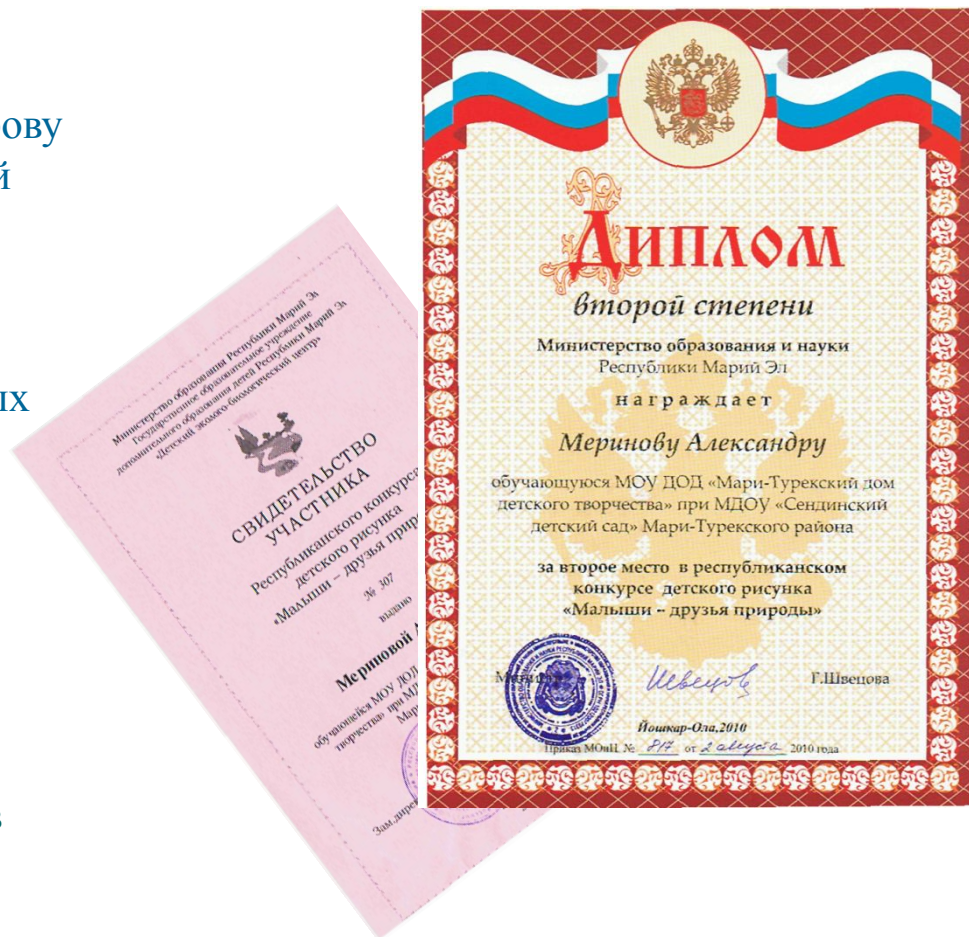 ову
й
ых
в
Министерство образования Республики Марий Эл
Государственное образовательное учреждение
дополнительного образования детей Республики Марий Эл
«Детский эколого-биологический центр»
СВИДЕТЕЛЬСТВО
УЧАСТНИКА
Республиканского конкурса
детского рисунка
«Малыши – друзья приро
№ 307
выдано
Мериновой А
обучающейся МОУ ДОД
творчества» при МД
Мари
Зам.дирек
Диплом
второй степени
Министерство образования и науки
Республики Марий Эл
награждает
Меринову Александру
обучающуюся МОУ ДОД «Мари-Турекский дом
детского творчества» при МДОУ «Сендинский
детский сад» Мари-Турекского района
за второе место в республиканском
конкурсе детского рисунка
«Малыши – друзья природы»
Швецов Г.Швецова
Йошкар-Ола,2010
Приказ МОиН № 817 от 2 августа 2010 года